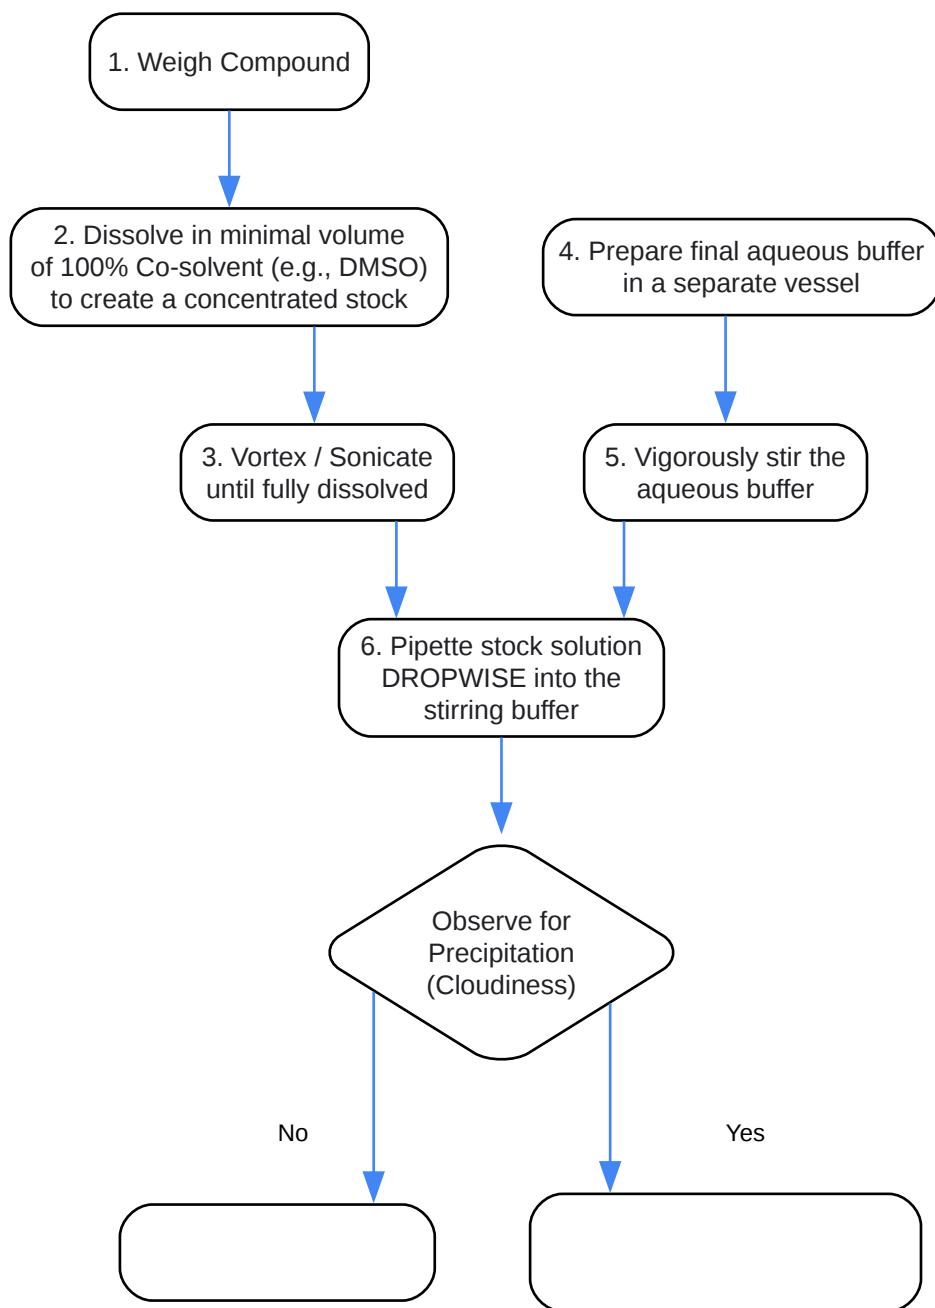 1. Weigh Compound
2. Dissolve in minimal volume
of 100% Co-solvent (e.g., DMSO)
to create a concentrated stock
4. Prepare final aqueous buffer
in a separate vessel
3. Vortex / Sonicate
until fully dissolved
5. Vigorously stir the
aqueous buffer
6. Pipette stock solution
DROPWISE into the
stirring buffer
Observe for
Precipitation
(Cloudiness)
No
Yes